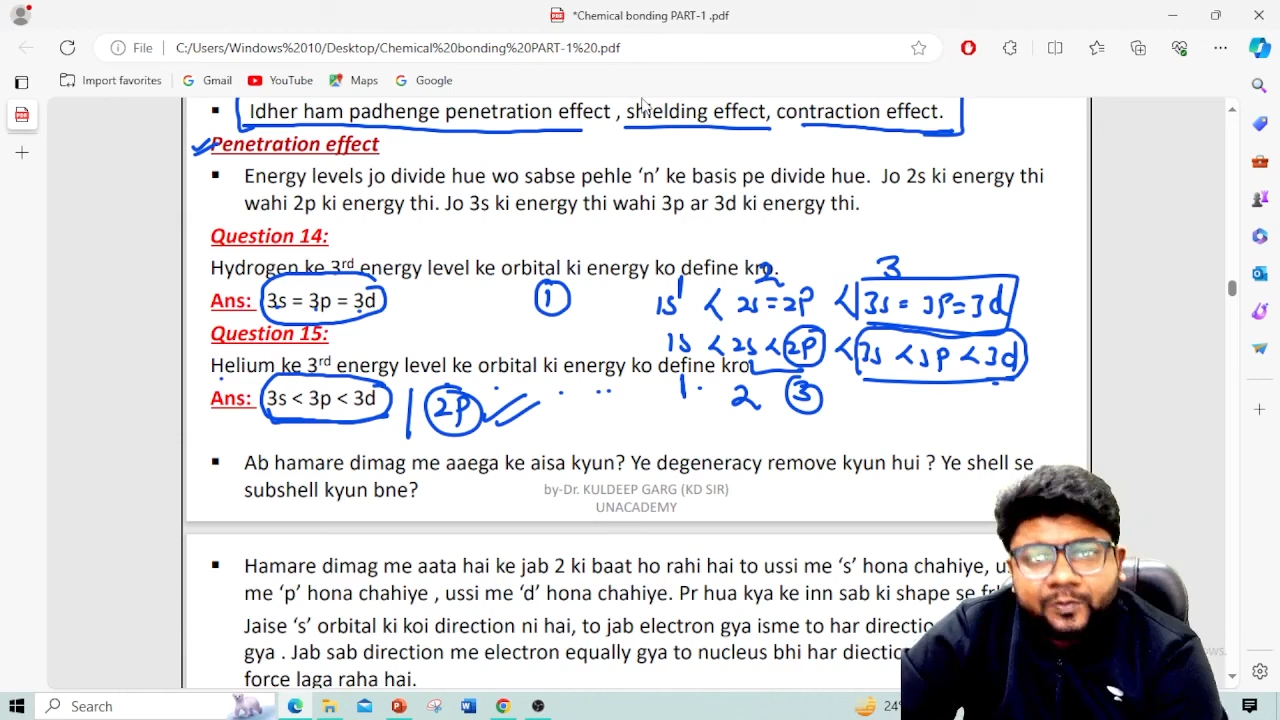 *Chemical bonding PART-1 .pdf
File C:/Users/Windows%2010/Desktop/Chemical%20bonding%20PART-1%20.pdf
Import favorites Gmail YouTube Maps Google
Idher ham padhenge penetration effect , shielding effect, contraction effect.
Penetration effect
Energy levels jo divide hue wo sabse pehle ‘n’ ke basis pe divide hue. Jo 2s ki energy thi
wahi 2p ki energy thi. Jo 3s ki energy thi wahi 3p ar 3d ki energy thi.
Question 14:
Hydrogen ke 3rd energy level ke orbital ki energy ko define kro.
1 2 3
Ans: 3s = 3p = 3d
1 1s < 2s = 2p < 3s = 3p = 3d
Question 15:
1s < 2s < 2p < 3s < 3p < 3d
Helium ke 3rd energy level ke orbital ki energy ko define kro
Ans: 3s < 3p < 3d
2p 1 2 3
Ab hamare dimag me aaega ke aisa kyun? Ye degeneracy remove kyun hui ? Ye shell se
subshell kyun bne?
by-Dr. KULDEEP GARG (KD SIR)
UNACADEMY
Hamare dimag me aata hai ke jab 2 ki baat ho rahi hai to ussi me ‘s’ hona chahiye,
me ‘p’ hona chahiye , ussi me ‘d’ hona chahiye. Pr hua kya ke inn sab ki shape se
Jaise ‘s’ orbital ki koi direction ni hai, to jab electron gya isme to har
gya . Jab sab direction me electron equally gya to nucleus bhi har
force laga raha hai.
Search 24°